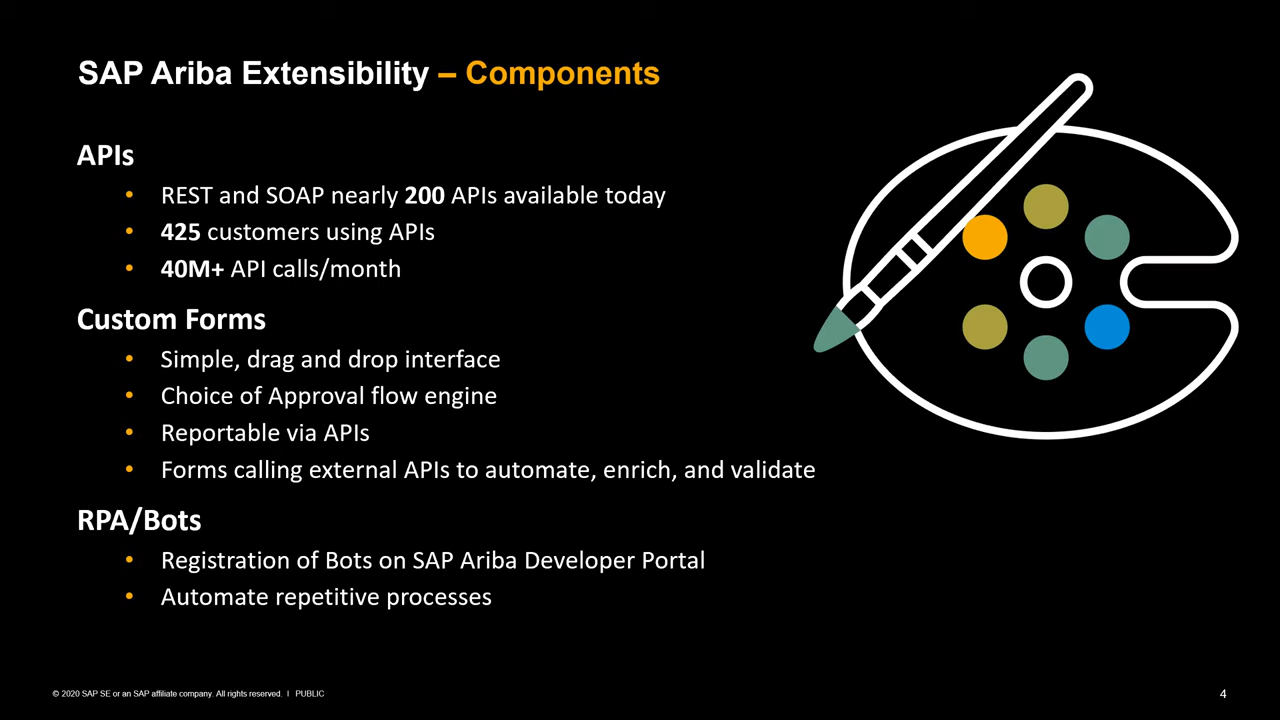 SAP Ariba Extensibility – Components
APIs
• REST and SOAP nearly 200 APIs available today
• 425 customers using APIs
• 40M+ API calls/month
Custom Forms
• Simple, drag and drop interface
• Choice of Approval flow engine
• Reportable via APIs
• Forms calling external APIs to automate, enrich, and validate
RPA/Bots
• Registration of Bots on SAP Ariba Developer Portal
• Automate repetitive processes
© 2020 SAP SE or an SAP affiliate company. All rights reserved. I PUBLIC
4